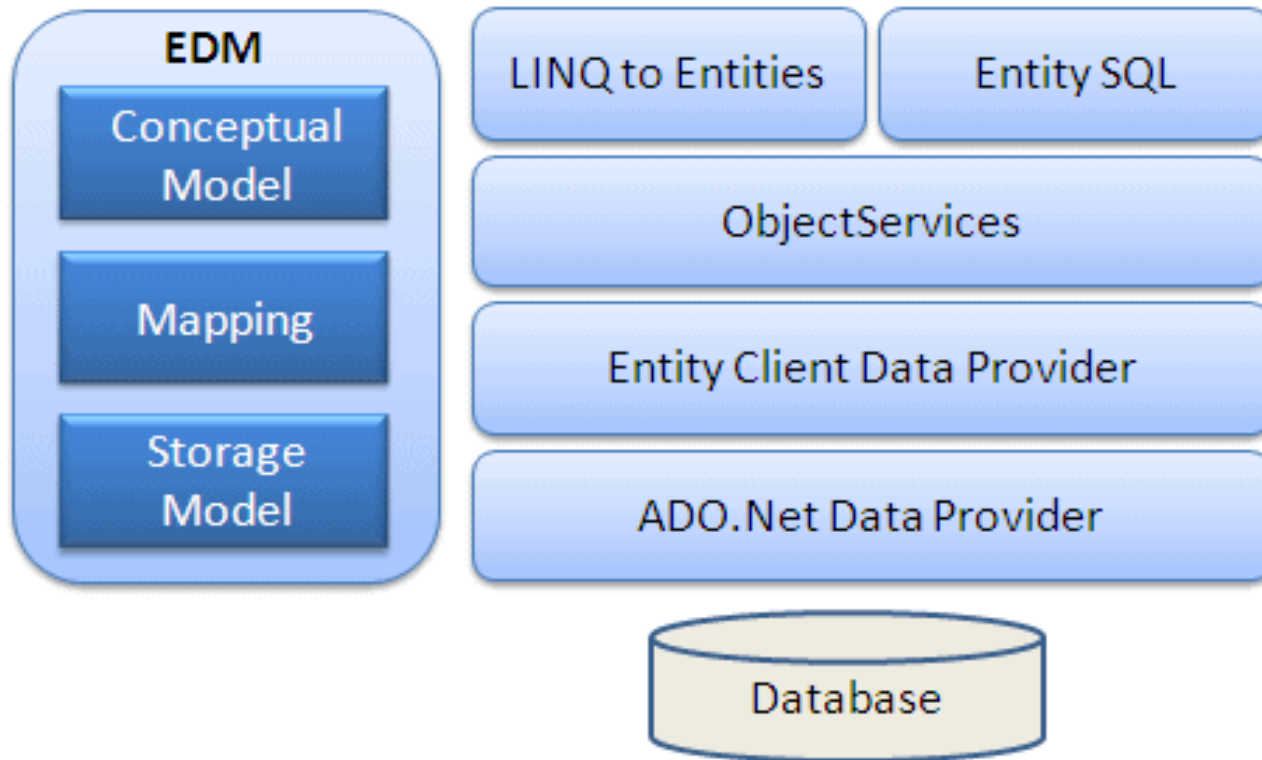 EDM
Conceptual
Model
Mapping
Storage
Model
LINQ to Entities
Entity SQL
ObjectServices
Entity Client Data Provider
ADO.Net Data Provider
Database